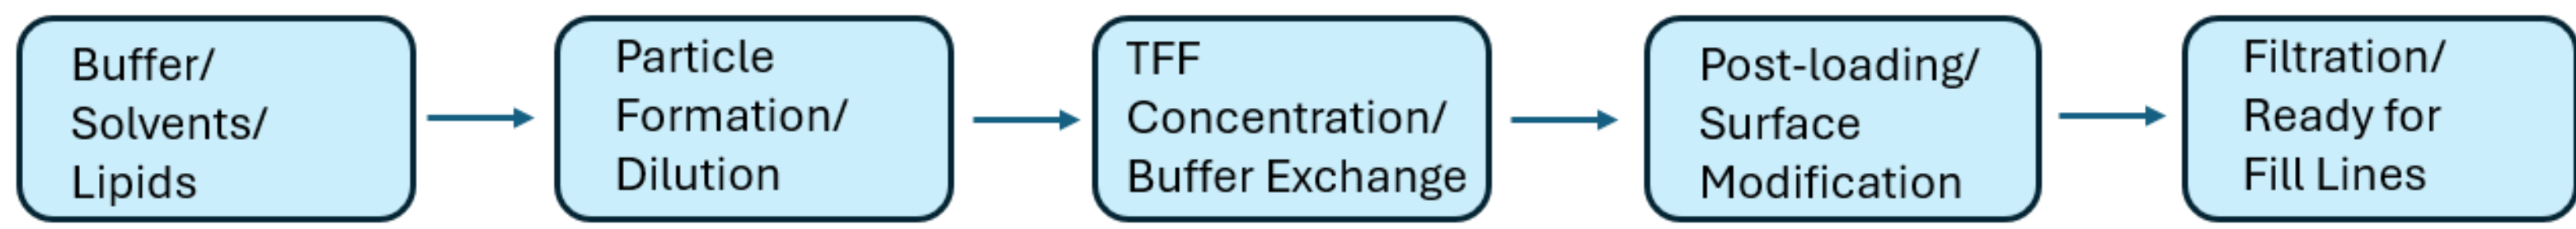 Buffer/
Solvents/
Lipids
Particle
Formation/
Dilution
TFF
Concentration/
Buffer Exchange
Post-loading/
Surface
Modification
Filtration/
Ready for
Fill Lines